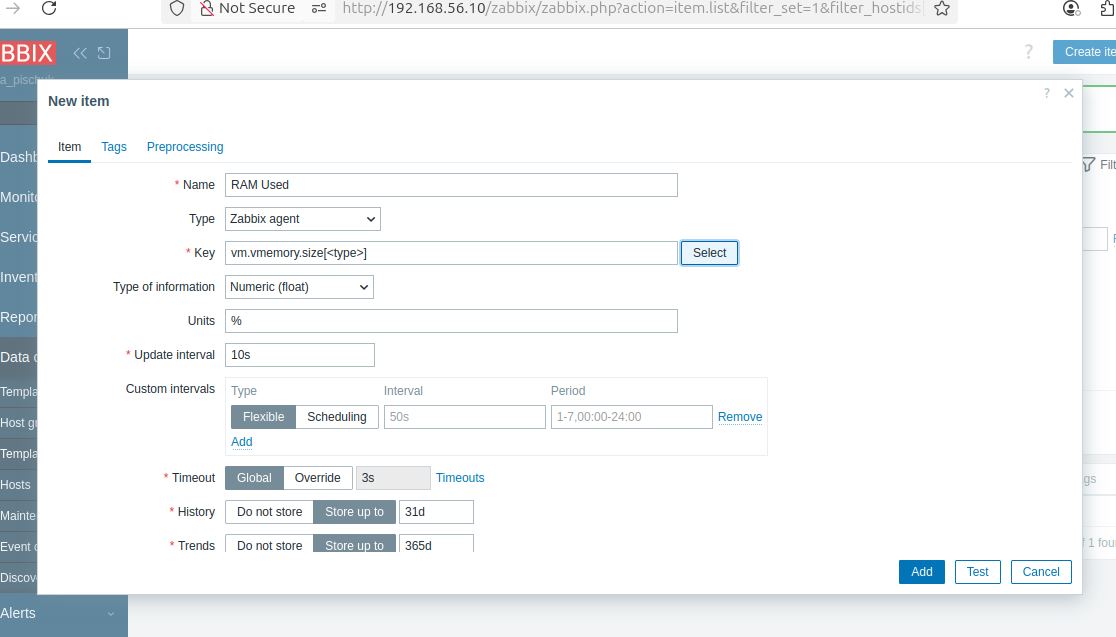 Not Secure http://192.168.56.10/zabbix/zabbix.php?action=item.list&filter_set=1&filter_hostids
BBIX
? Create ite
New item ?
Item Tags Preprocessing
Dashb
* Name RAM Used
Filt
Monito
Type Zabbix agent
Servic
* Key vm.vmemory.size[<type>] Select
Inven
Type of information Numeric (float)
Repor
Units %
Data c
* Update interval 10s
Templa
Custom intervals Type Interval Period
Flexible Scheduling 50s 1-7,00:00-24:00 Remove
Host gr
Add
Templa
* Timeout Global Override 3s Timeouts
Hosts
gs
* History Do not store Store up to 31d
Mainte
* Trends Do not store Store up to 365d
Event c
f 1 foun
Add Test Cancel
Discov
Alerts